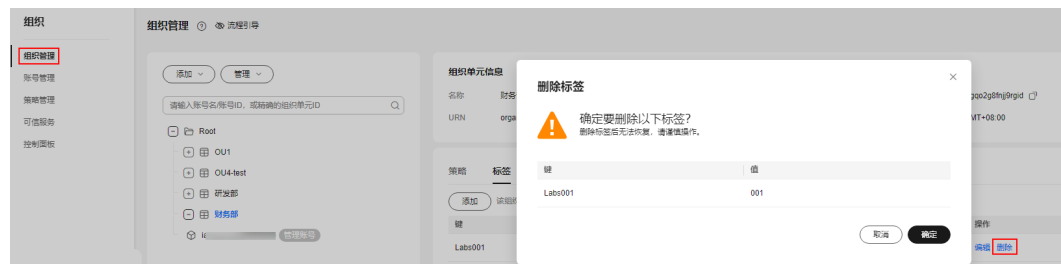 组织
组织管理
账号管理
策略管理
可信服务
控制面板
组织管理 流程引导
添加 管理
请输入账号名/账号ID、或精确的组织单元ID
Root
OU1
OU4-test
研发部
财务部
管理账号
组织单元信息
名称 财务
URN orga
gqo2g8fnjj9rgid
MT+08:00
策略 标签
添加
键
Labs001
操作
编辑 删除
删除标签
确定要删除以下标签?
删除标签后无法恢复，请谨慎操作。
键 值
Labs001 001
取消 确定